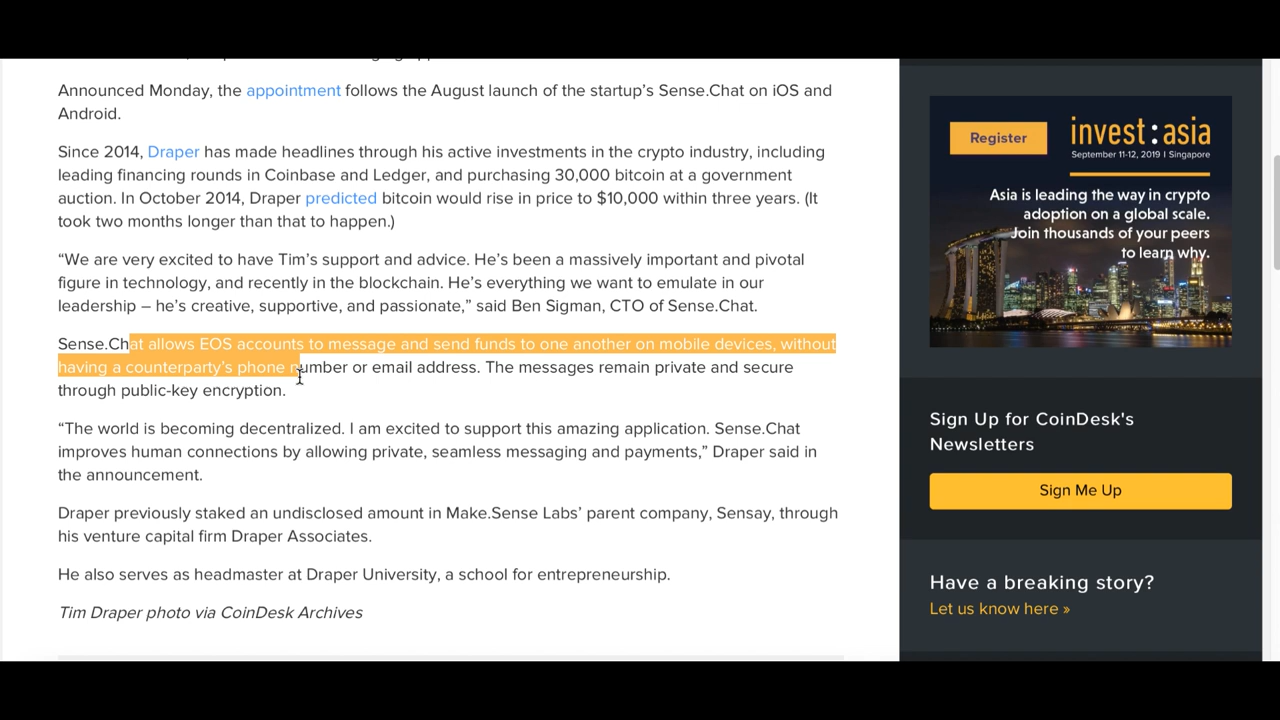 Announced Monday, the appointment follows the August launch of the startup’s Sense.Chat on iOS and
Android.
Since 2014, Draper has made headlines through his active investments in the crypto industry, including
leading financing rounds in Coinbase and Ledger, and purchasing 30,000 bitcoin at a government
auction. In October 2014, Draper predicted bitcoin would rise in price to $10,000 within three years. (It
took two months longer than that to happen.)
“We are very excited to have Tim’s support and advice. He’s been a massively important and pivotal
figure in technology, and recently in the blockchain. He’s everything we want to emulate in our
leadership – he’s creative, supportive, and passionate,” said Ben Sigman, CTO of Sense.Chat.
Sense.Chat allows EOS accounts to message and send funds to one another on mobile devices, without
having a counterparty’s phone number or email address. The messages remain private and secure
through public-key encryption.
“The world is becoming decentralized. I am excited to support this amazing application. Sense.Chat
improves human connections by allowing private, seamless messaging and payments,” Draper said in
the announcement.
Draper previously staked an undisclosed amount in Make.Sense Labs’ parent company, Sensay, through
his venture capital firm Draper Associates.
He also serves as headmaster at Draper University, a school for entrepreneurship.
Tim Draper photo via CoinDesk Archives
Register
invest:asia
September 11-12, 2019 | Singapore
Asia is leading the way in crypto
adoption on a global scale.
Join thousands of your peers
to learn why.
Sign Up for CoinDesk's
Newsletters
Sign Me Up
Have a breaking story?
Let us know here »